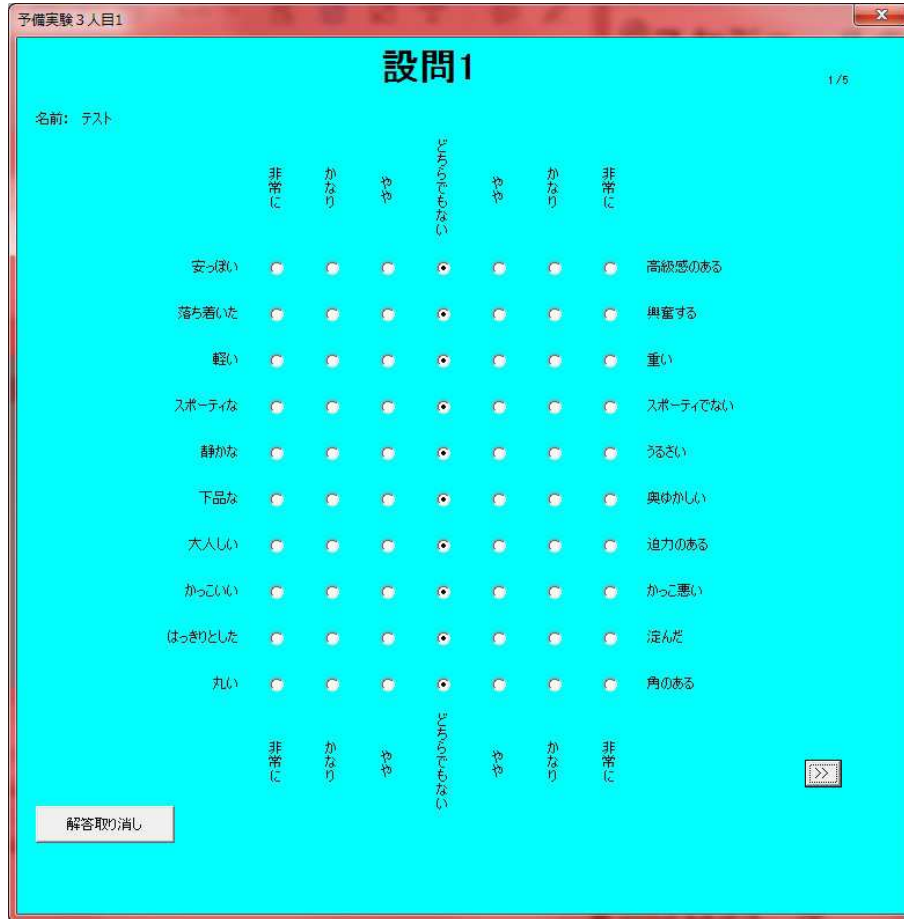 予備実験3人目1
設問1
1/5
名前: テスト
非常に かなり やや どちらでもない やや かなり 非常に
安っぽい 高級感のある
落ち着いた 興奮する
軽い 重い
スポーティな スポーティでない
静かな うるさい
下品な 奥ゆかしい
大人しい 迫力のある
かっこいい かっこ悪い
はっきりとした 淀んだ
丸い 角のある
非常に かなり やや どちらでもない やや かなり 非常に
>>
解答取り消し